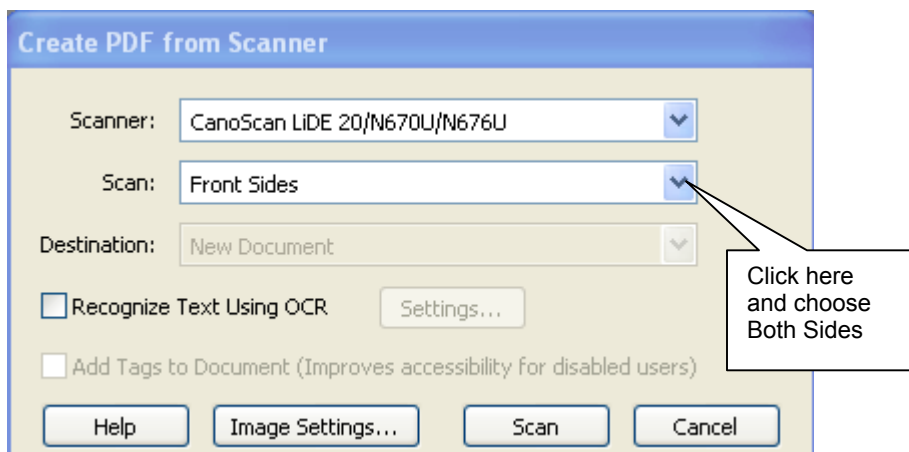 Create PDF from Scanner
Scanner: CanoScan LiDE 20/N670U/N676U
Scan: Front Sides
Destination: New Document
Click here
and choose
Both Sides
Recognize Text Using OCR Settings...
Add Tags to Document (Improves accessibility for disabled users)
Help Image Settings... Scan Cancel